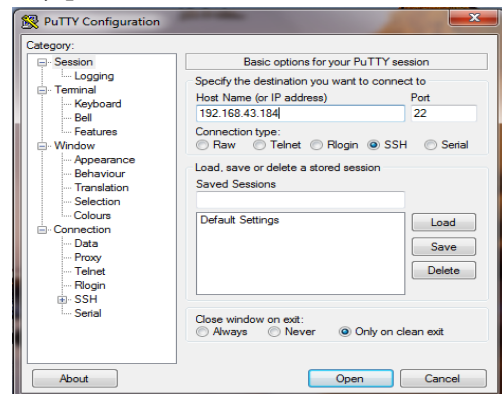 PuTTY Configuration
Category:
Session
Logging
Terminal
Keyboard
Bell
Features
Window
Appearance
Behaviour
Translation
Selection
Colours
Connection
Data
Proxy
Telnet
Rlogin
SSH
Serial
Basic options for your PuTTY session
Specify the destination you want to connect to
Host Name (or IP address) Port
192.168.43.184 22
Connection type:
Raw Telnet Rlogin SSH Serial
Load, save or delete a stored session
Saved Sessions
Default Settings
Load
Save
Delete
Close window on exit:
Always Never Only on clean exit
About Open Cancel